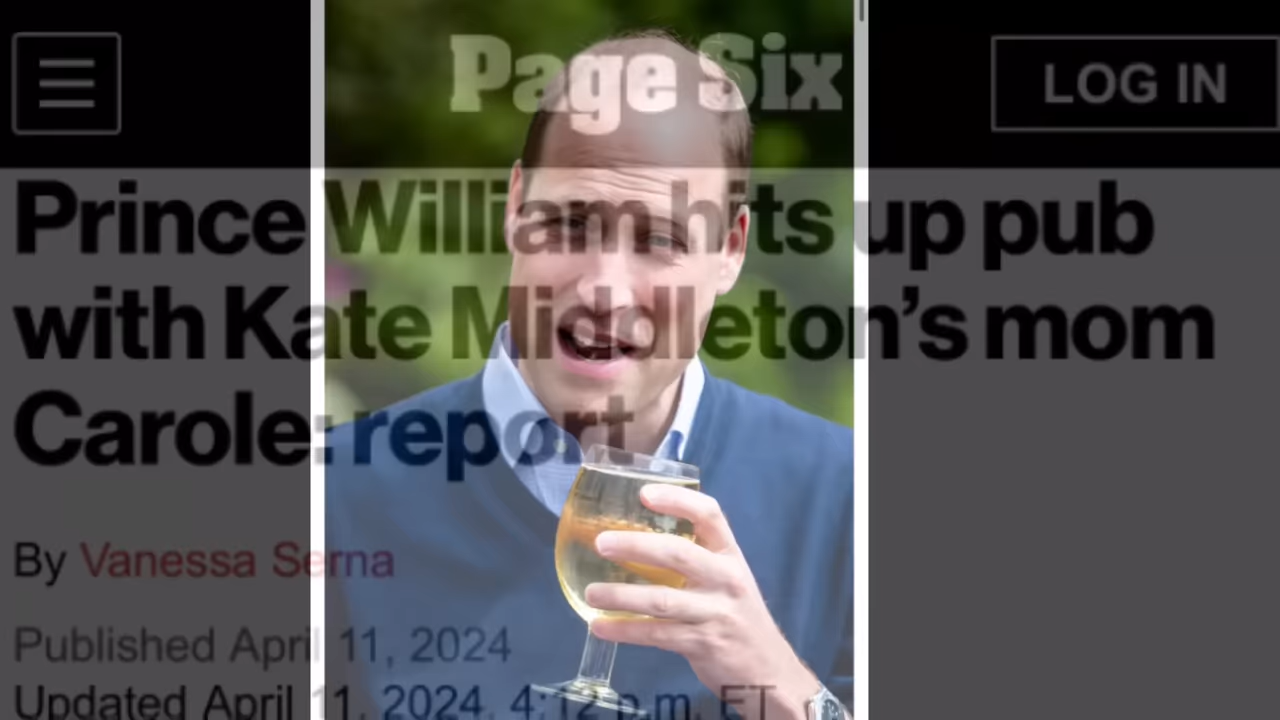 Page Six
LOG IN
Prince William hits up pub
with Kate Middleton’s mom
Carole: report
By Vanessa Serna
Published April 11, 2024
Updated April 11, 2024, 4:12 p.m. ET